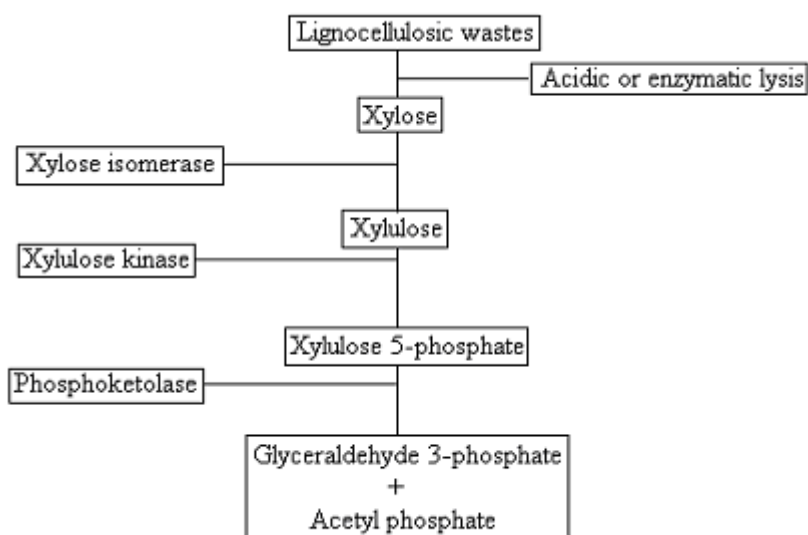 Lignocellulosic wastes
Acidic or enzymatic lysis
Xylose
Xylose isomerase
Xylulose
Xylulose kinase
Xylulose 5-phosphate
Phosphoketolase
Glyceraldehyde 3-phosphate
+
Acetyl phosphate